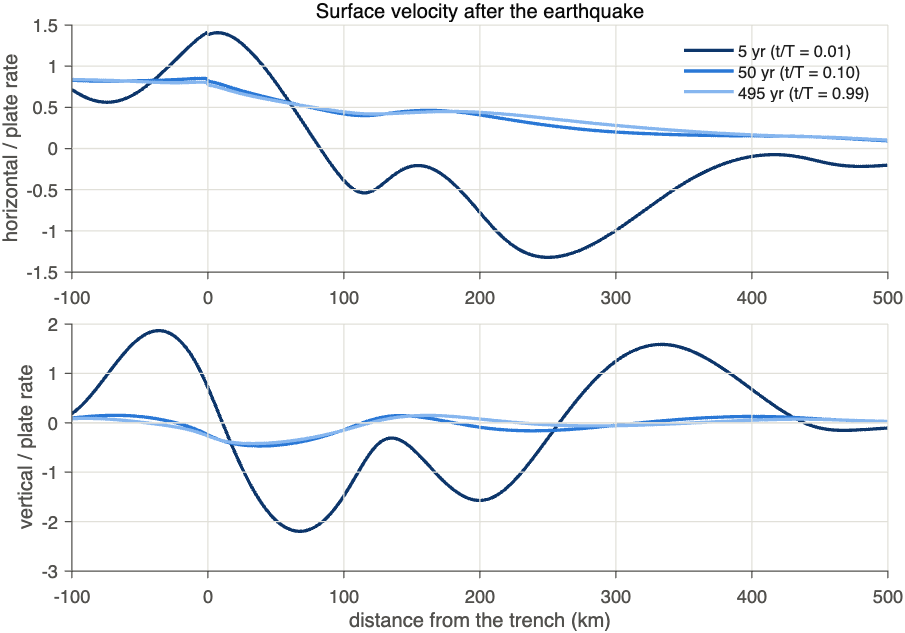 Surface velocity after the earthquake
horizontal / plate rate
1.5
1
0.5
0
-0.5
-1
-1.5
5 yr (t/T = 0.01)
50 yr (t/T = 0.10)
495 yr (t/T = 0.99)
-100 0 100 200 300 400 500
vertical / plate rate
2
1
0
-1
-2
-3
-100 0 100 200 300 400 500
distance from the trench (km)